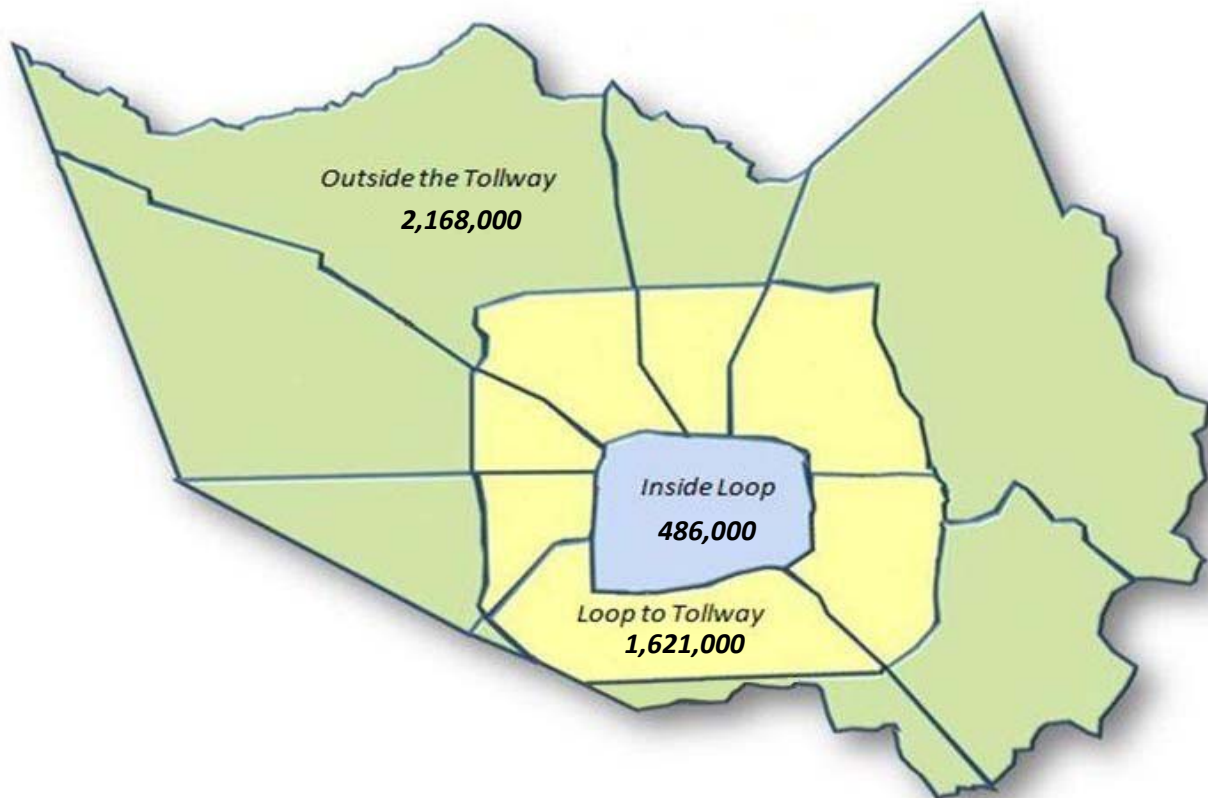 Outside the Tollway
2,168,000
Inside Loop
486,000
Loop to Tollway
1,621,000